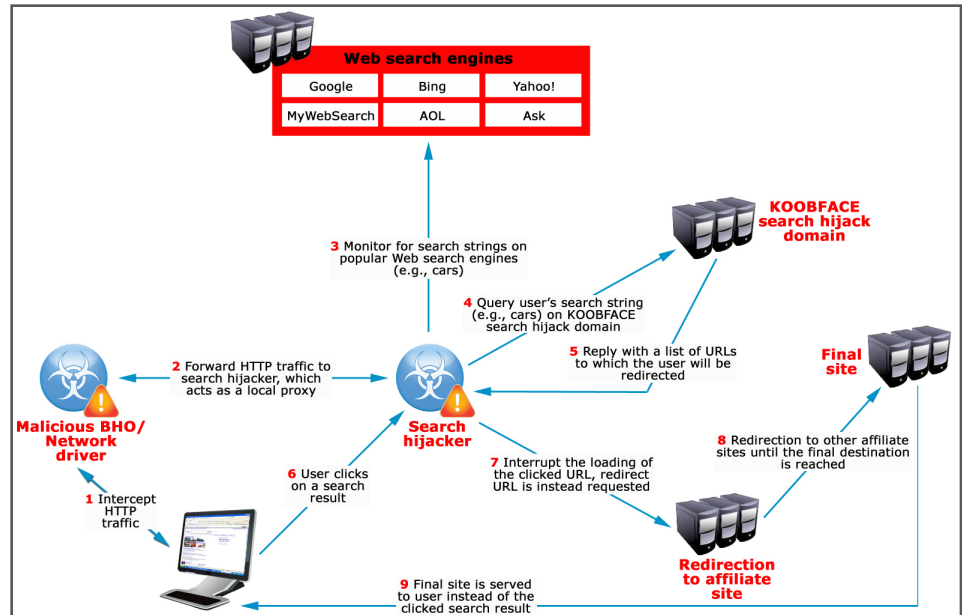 Web search engines
Google
Bing
Yahoo!
MyWebSearch
AOL
Ask
KOOBFACE
search hijack
domain
3 Monitor for search strings on
popular Web search engines
(e.g., cars)
4 Query user's search string
(e.g., cars) on KOOBFACE
search hijack domain
5 Reply with a list of URLs
to which the user will be
redirected
Final
site
2 Forward HTTP traffic to
search hijacker, which
acts as a local proxy
Malicious BHO/
Network
driver
Search
hijacker
8 Redirection to other affiliate
sites until the final destination
is reached
6 User clicks
on a search
result
7 Interrupt the loading of
the clicked URL, redirect
URL is instead requested
1 Intercept
HTTP
traffic
Redirection
to affiliate
site
9 Final site is served
to user instead of the
clicked search result